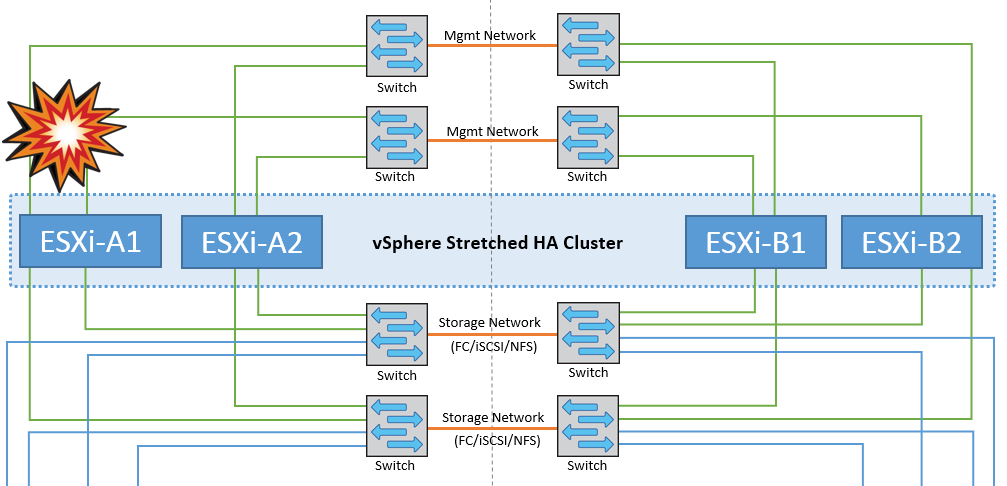 Mgmt Network
Switch
Switch
Mgmt Network
Switch
Switch
ESXi-A1
ESXi-A2
vSphere Stretched HA Cluster
ESXi-B1
ESXi-B2
Storage Network
(FC/iSCSI/NFS)
Switch
Switch
Storage Network
(FC/iSCSI/NFS)
Switch
Switch